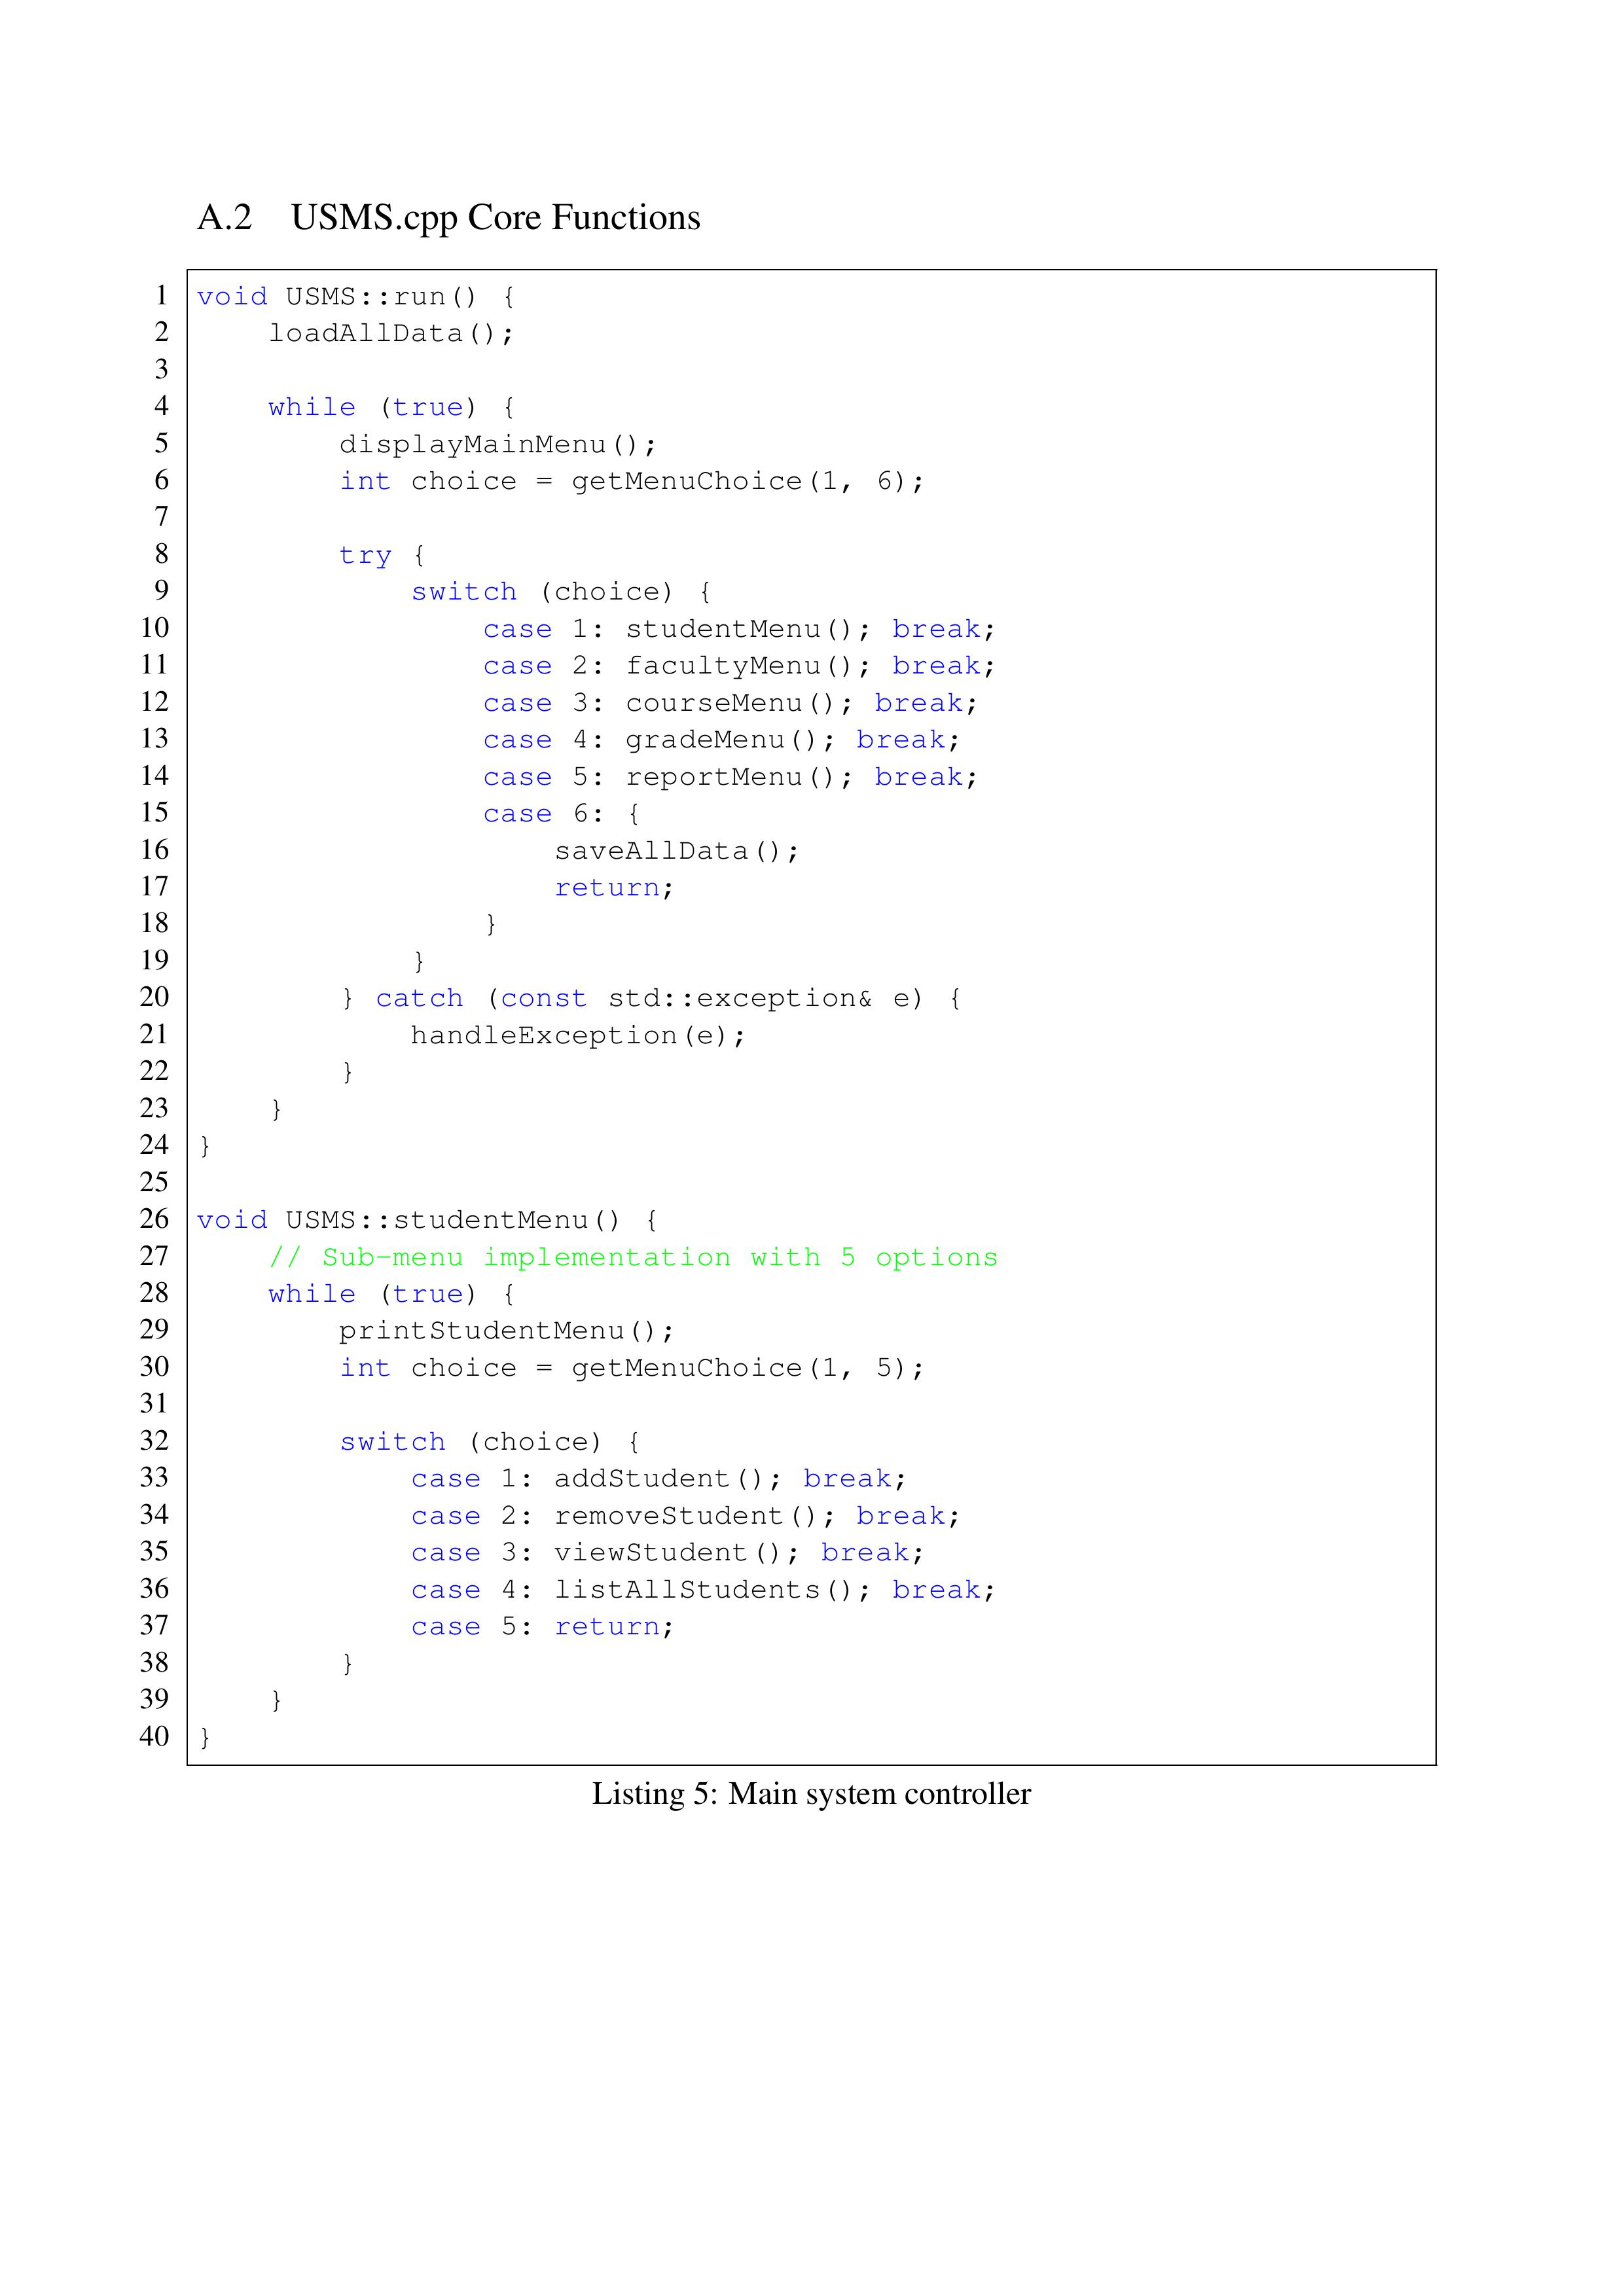 A.2 USMS.cpp Core Functions
1 void USMS::run() {
2     loadAllData();
3
4     while (true) {
5         displayMainMenu();
6         int choice = getMenuChoice(1, 6);
7
8         try {
9             switch (choice) {
10                 case 1: studentMenu(); break;
11                 case 2: facultyMenu(); break;
12                 case 3: courseMenu(); break;
13                 case 4: gradeMenu(); break;
14                 case 5: reportMenu(); break;
15                 case 6: {
16                     saveAllData();
17                     return;
18                 }
19             }
20         } catch (const std::exception& e) {
21             handleException(e);
22         }
23     }
24 }
25
26 void USMS::studentMenu() {
27     // Sub-menu implementation with 5 options
28     while (true) {
29         printStudentMenu();
30         int choice = getMenuChoice(1, 5);
31
32         switch (choice) {
33             case 1: addStudent(); break;
34             case 2: removeStudent(); break;
35             case 3: viewStudent(); break;
36             case 4: listAllStudents(); break;
37             case 5: return;
38         }
39     }
40 }
Listing 5: Main system controller